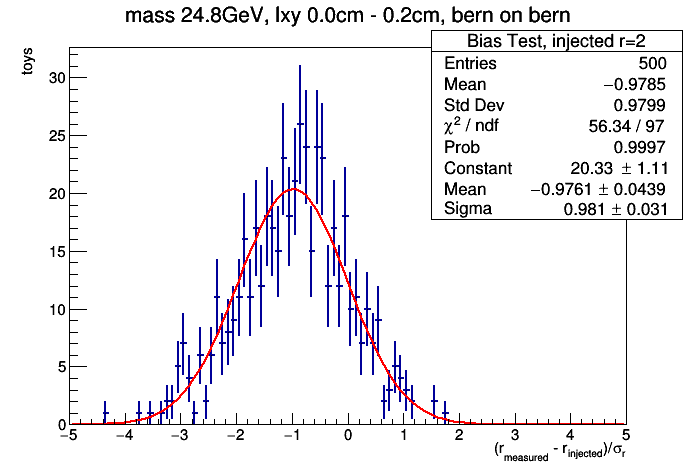 mass 24.8GeV, lxy 0.0cm - 0.2cm, bern on bern
Bias Test, injected r=2
Entries 500
Mean −0.9785
Std Dev 0.9799
χ² / ndf 56.34 / 97
Prob 0.9997
Constant 20.33 ± 1.11
Mean −0.9761 ± 0.0439
Sigma 0.981 ± 0.031
toys
30
25
20
15
10
5
0
−5 −4 −3 −2 −1 0 1 2 3 4 5
(r_measured - r_injected)/σ_r